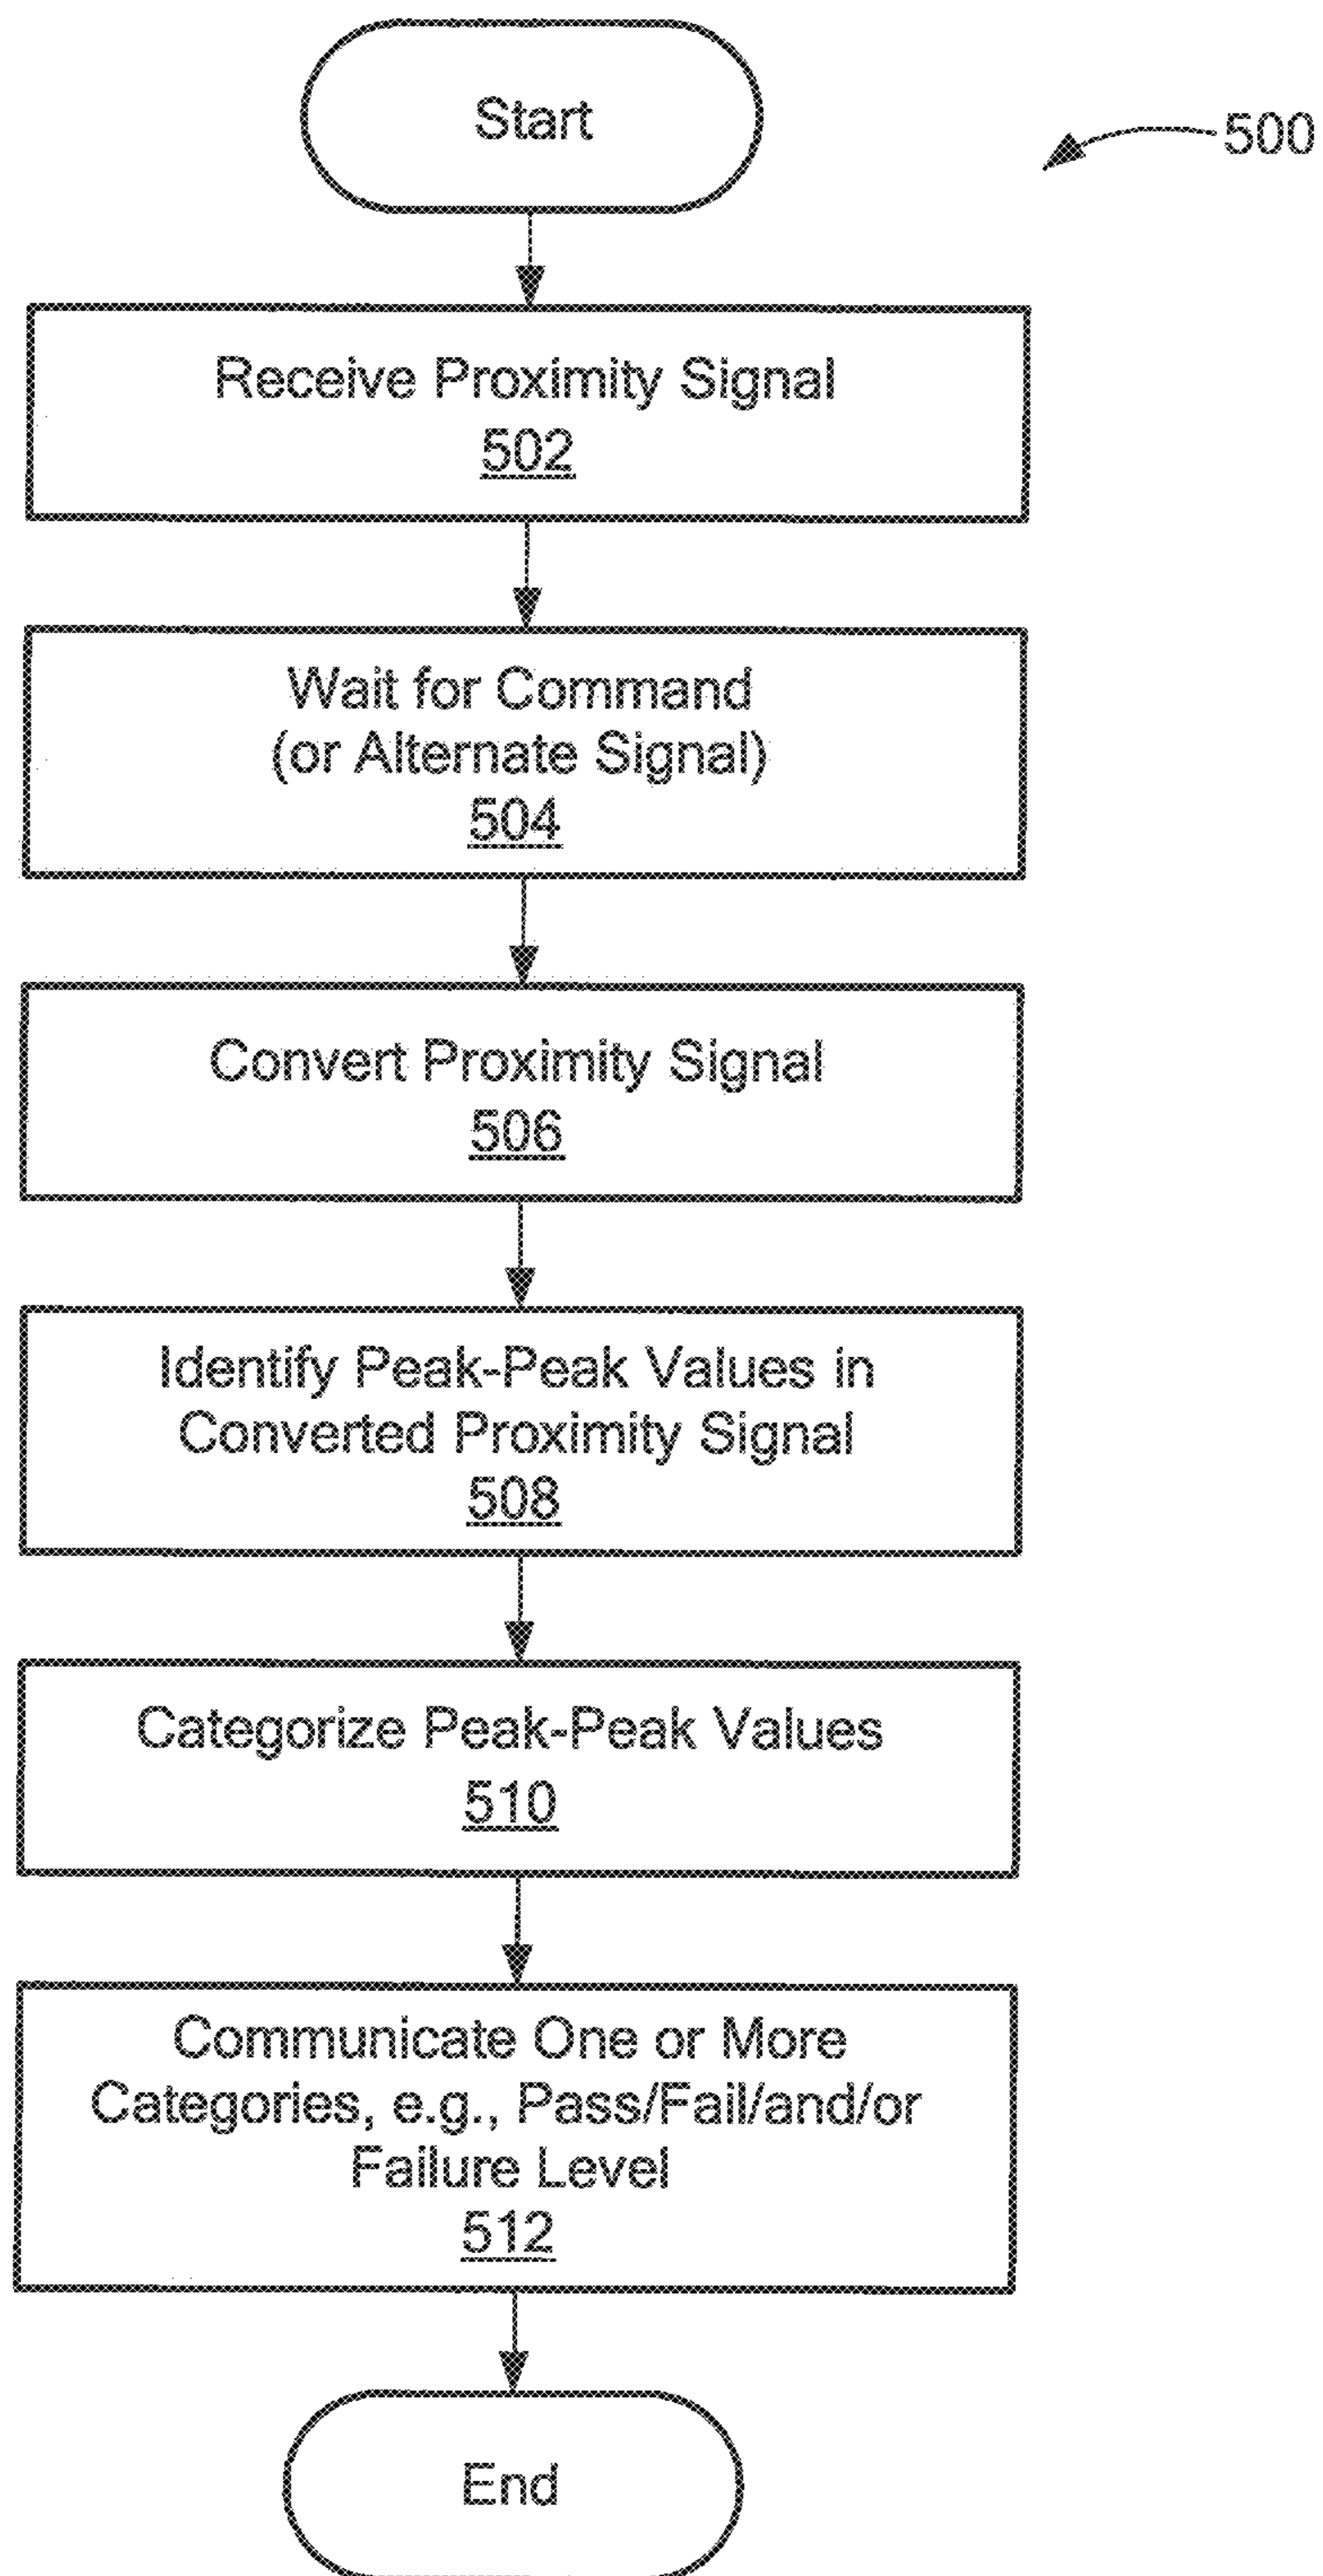 Start
500
Receive Proximity Signal
502
Wait for Command
(or Alternate Signal)
504
Convert Proximity Signal
506
Identify Peak-Peak Values in
Converted Proximity Signal
508
Categorize Peak-Peak Values
510
Communicate One or More
Categories, e.g., Pass/Fail/and/or
Failure Level
512
End